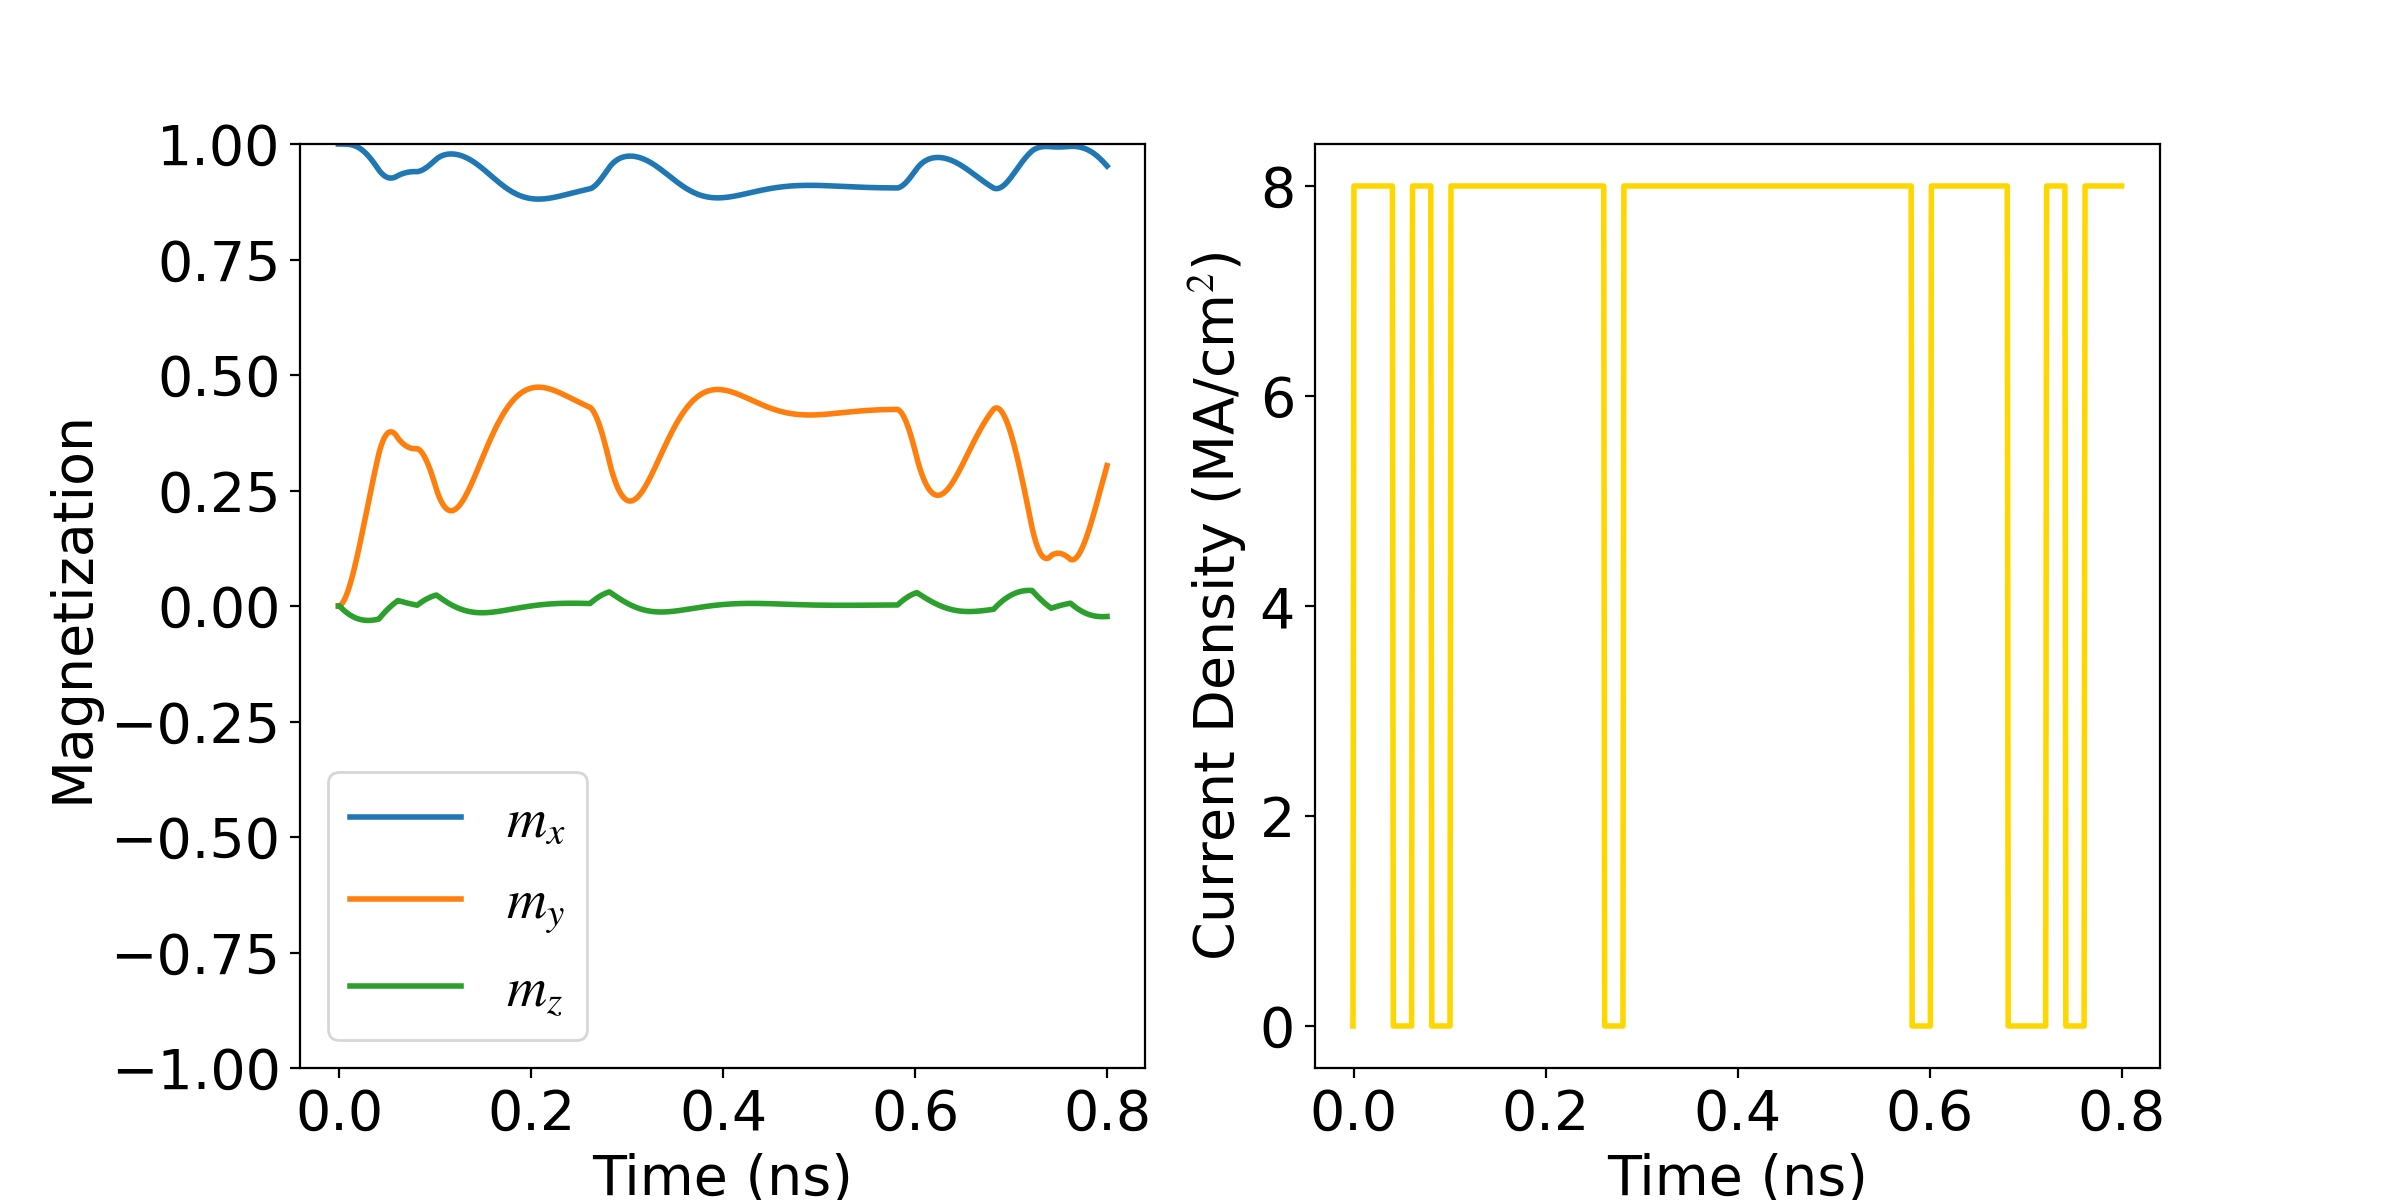 1.00
0.75
0.50
0.25
0.00
−0.25
−0.50
−0.75
−1.00
Magnetization
m_x
m_y
m_z
0.0 0.2 0.4 0.6 0.8
Time (ns)
8
6
4
2
0
Current Density (MA/cm²)
0.0 0.2 0.4 0.6 0.8
Time (ns)